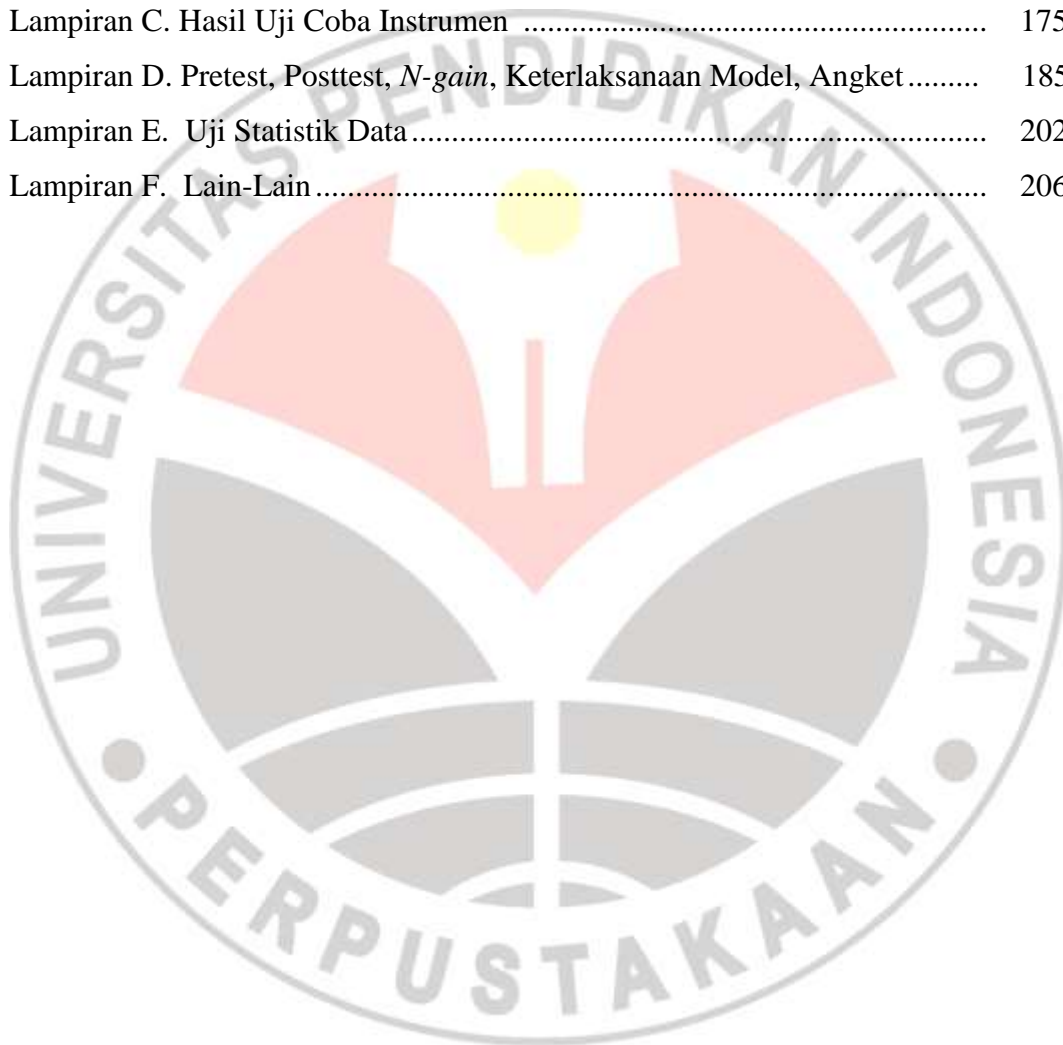 Lampiran C. Hasil Uji Coba Instrumen ............................................................ 175
Lampiran D. Pretest, Posttest, N-gain, Keterlaksanaan Model, Angket ......... 185
Lampiran E. Uji Statistik Data ........................................................................... 202
Lampiran F. Lain-Lain ....................................................................................... 206
UNIVERSITAS PENDIDIKAN INDONESIA
PERPUSTAKAAN